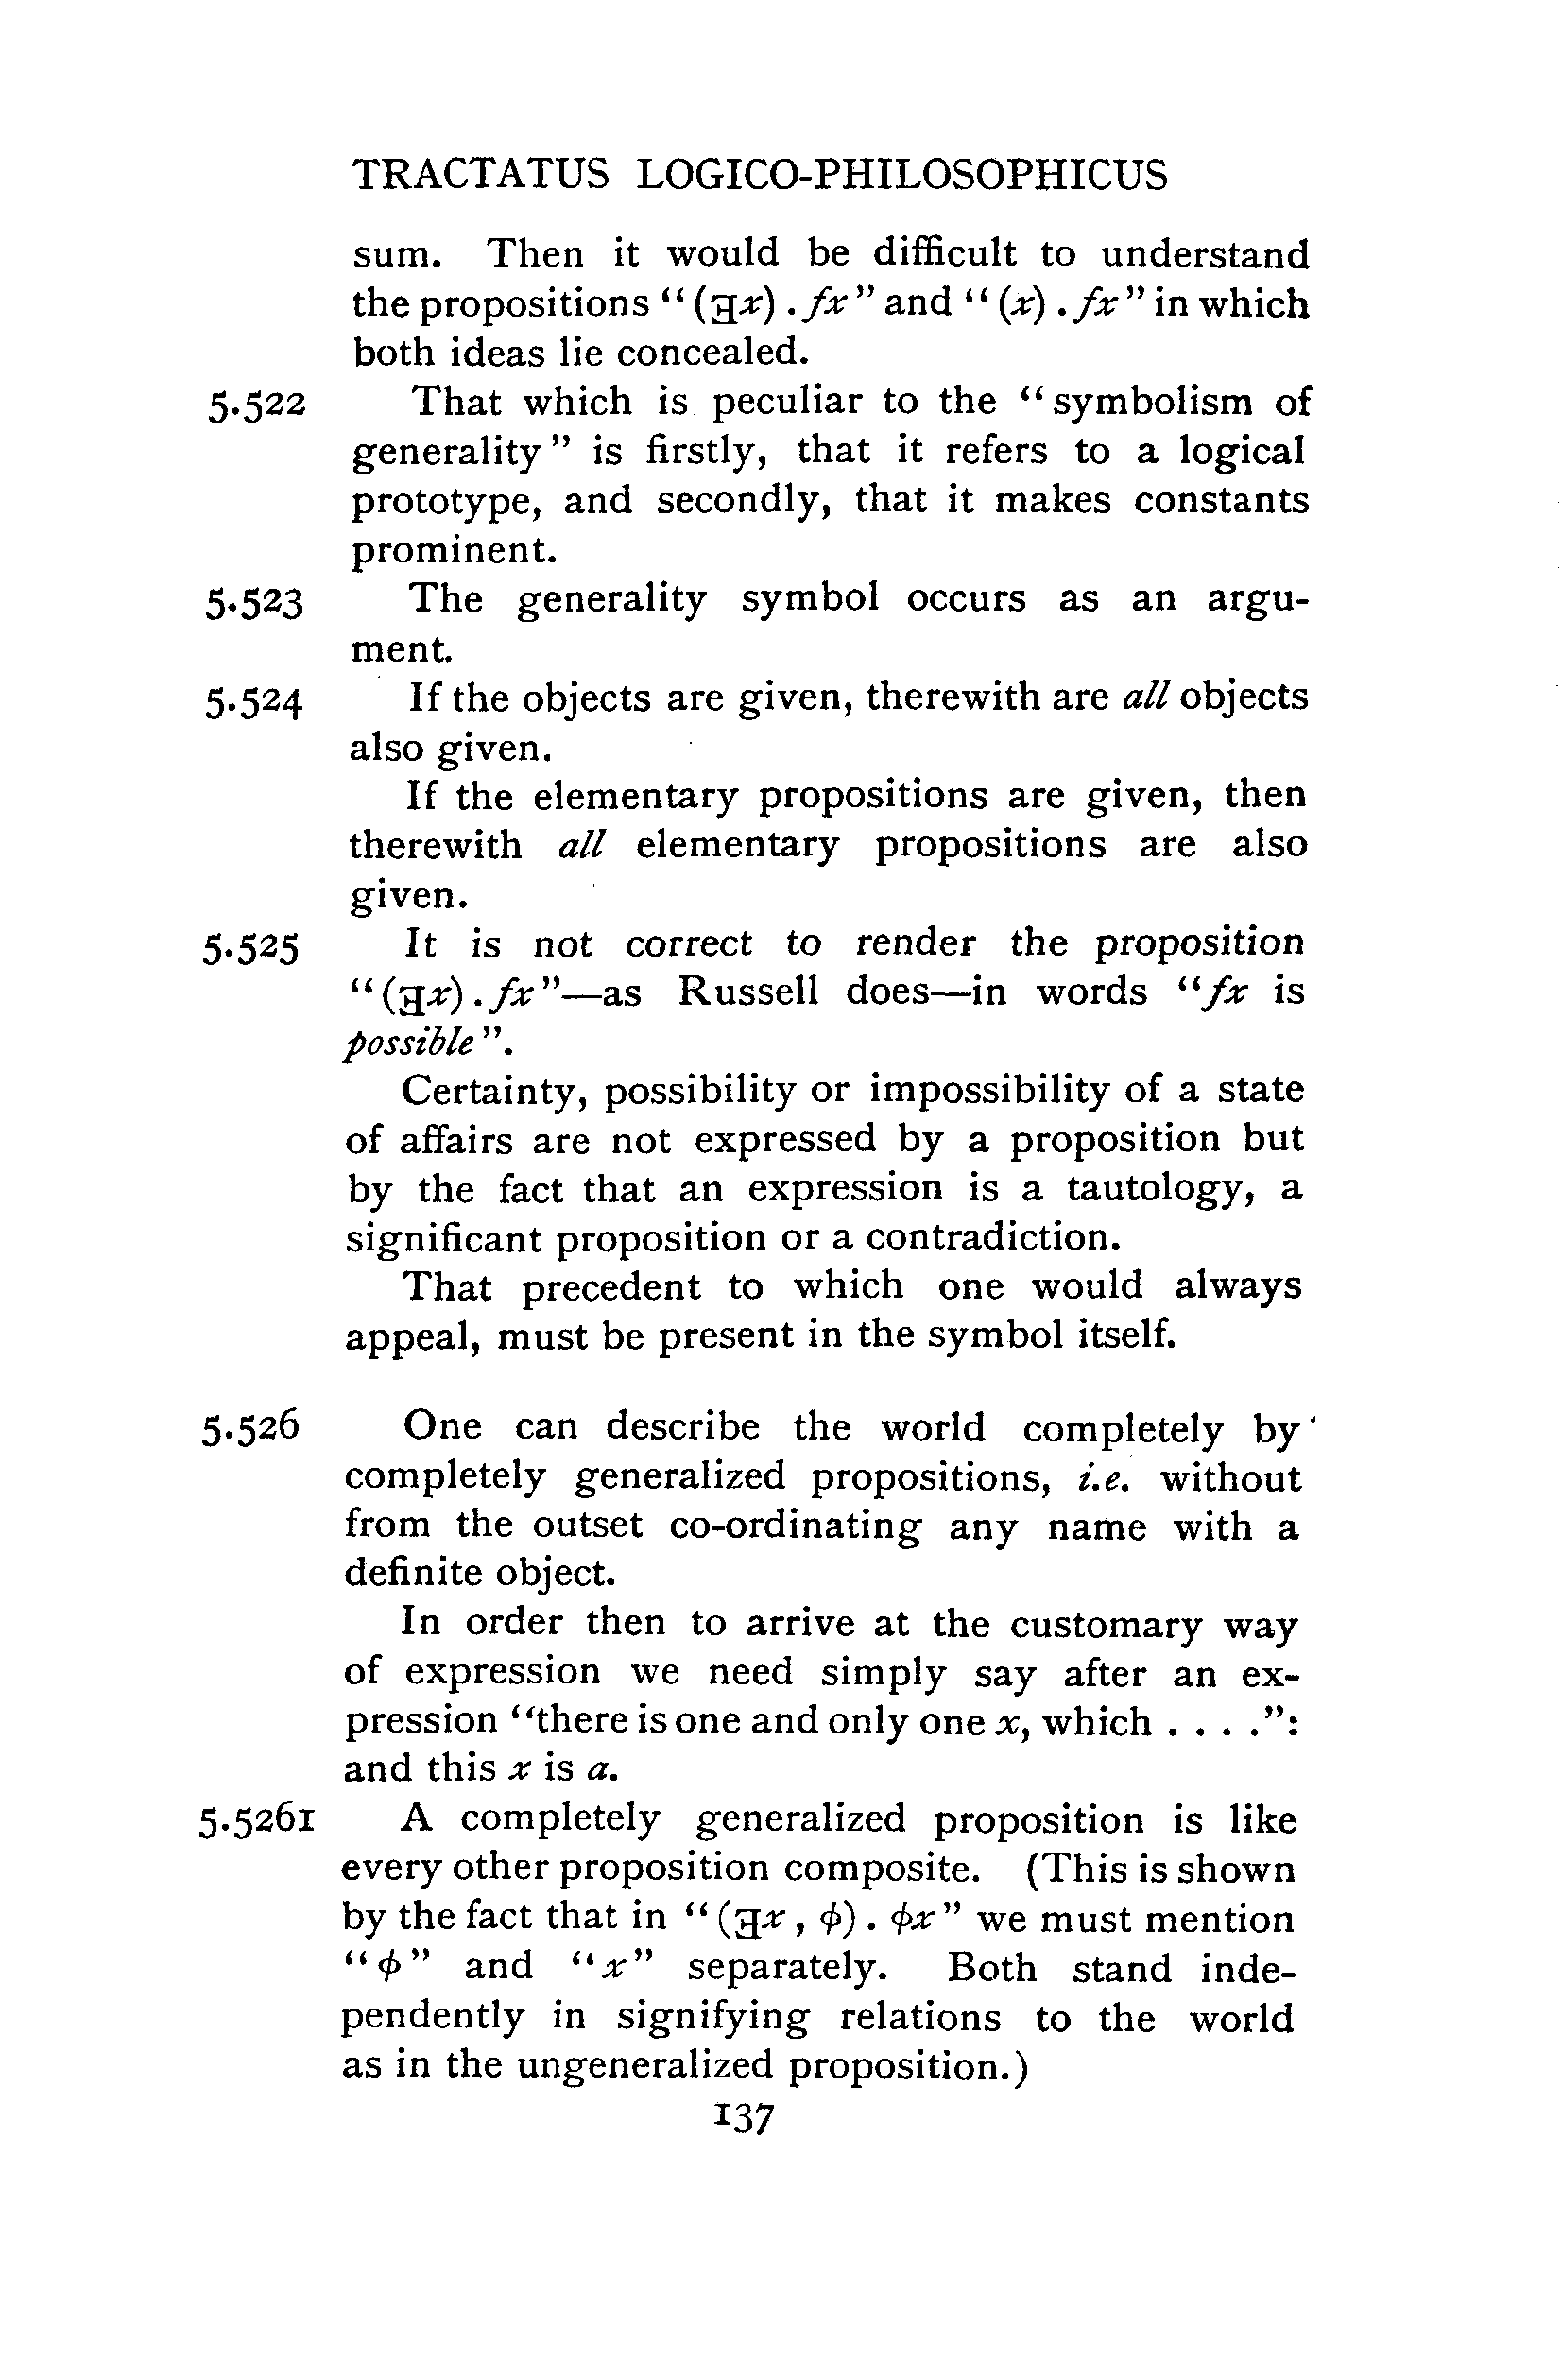 TRACTATUS LOGICO-PHILOSOPHICUS
sum. Then it would be difficult to understand
the propositions “(∃x) . fx” and “(x) . fx” in which
both ideas lie concealed.
5·522 That which is peculiar to the “symbolism of
generality” is firstly, that it refers to a logical
prototype, and secondly, that it makes constants
prominent.
5·523 The generality symbol occurs as an argu-
ment.
5·524 If the objects are given, therewith are all objects
also given.
If the elementary propositions are given, then
therewith all elementary propositions are also
given.
5·525 It is not correct to render the proposition
“(∃x) . fx”—as Russell does—in words “fx is
possible”.
Certainty, possibility or impossibility of a state
of affairs are not expressed by a proposition but
by the fact that an expression is a tautology, a
significant proposition or a contradiction.
That precedent to which one would always
appeal, must be present in the symbol itself.
5·526 One can describe the world completely by
completely generalized propositions, i.e. without
from the outset co-ordinating any name with a
definite object.
In order then to arrive at the customary way
of expression we need simply say after an ex-
pression “there is one and only one x, which . . . .”:
and this x is a.
5·5261 A completely generalized proposition is like
every other proposition composite. (This is shown
by the fact that in “(∃x, ϕ) . ϕx” we must mention
“ϕ” and “x” separately. Both stand inde-
pendently in signifying relations to the world
as in the ungeneralized proposition.)
137